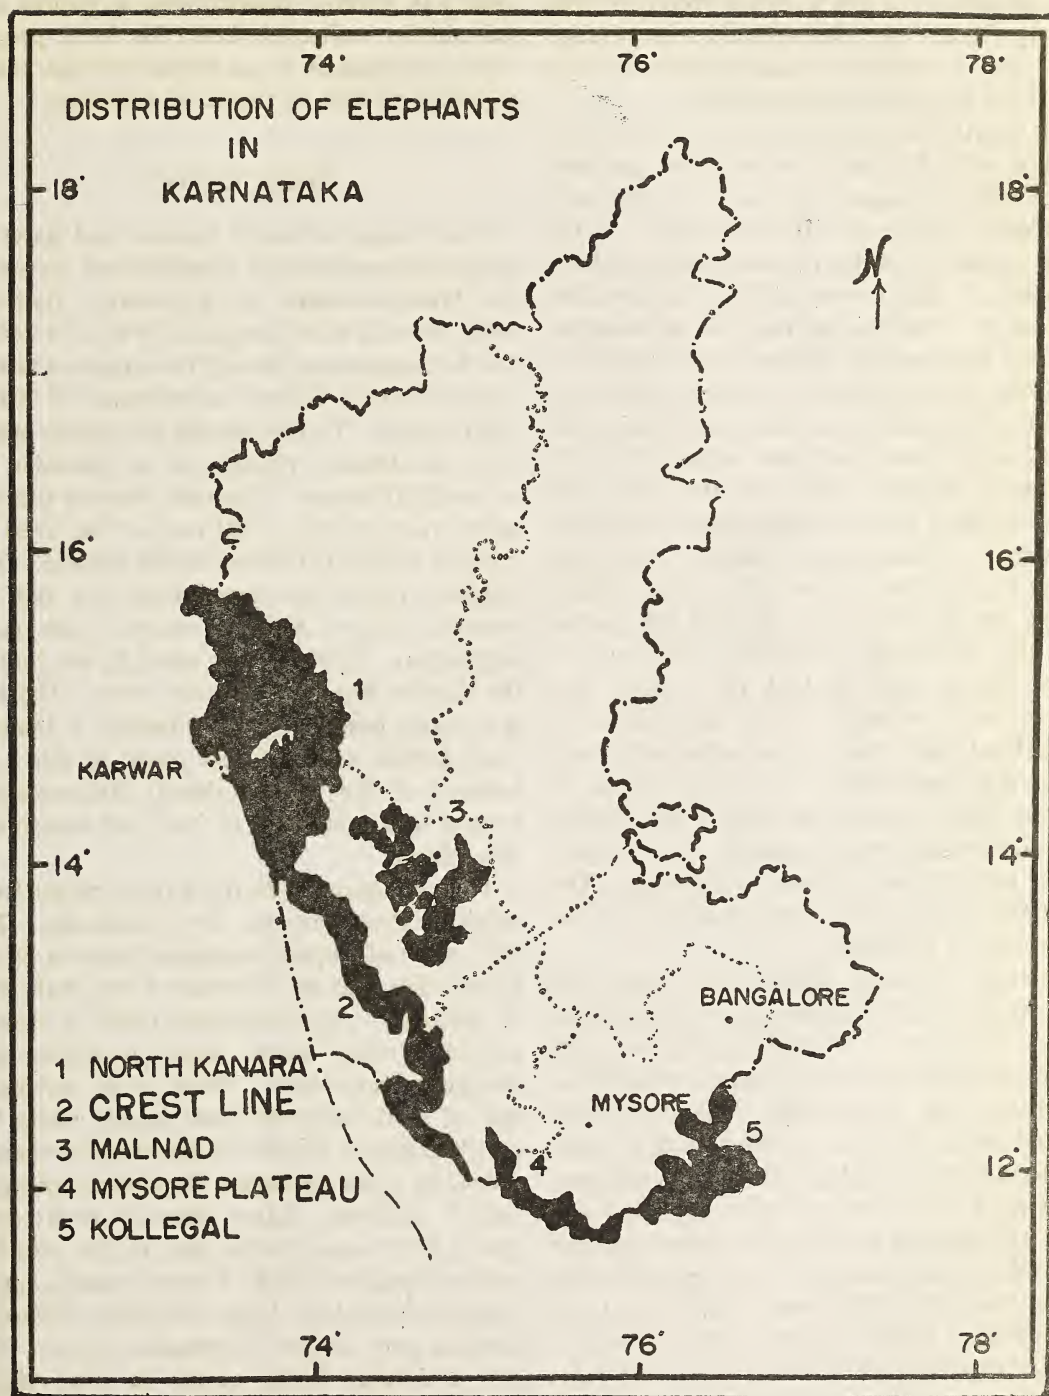 74° 76° 78°
DISTRIBUTION OF ELEPHANTS
IN
KARNATAKA
18° 18°
N
16° 16°
1
KARWAR
3
14° 14°
BANGALORE
2
1 NORTH KANARA
2 CREST LINE
MYSORE
5
3 MALNAD
4
12°
4 MYSORE PLATEAU
5 KOLLEGAL
74° 76° 78°